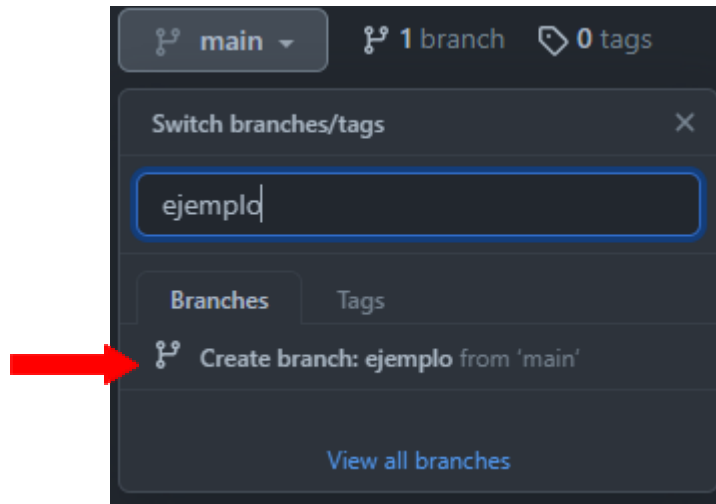 main 1 branch 0 tags
Switch branches/tags
ejemplo
Branches Tags
Create branch: ejemplo from 'main'
View all branches